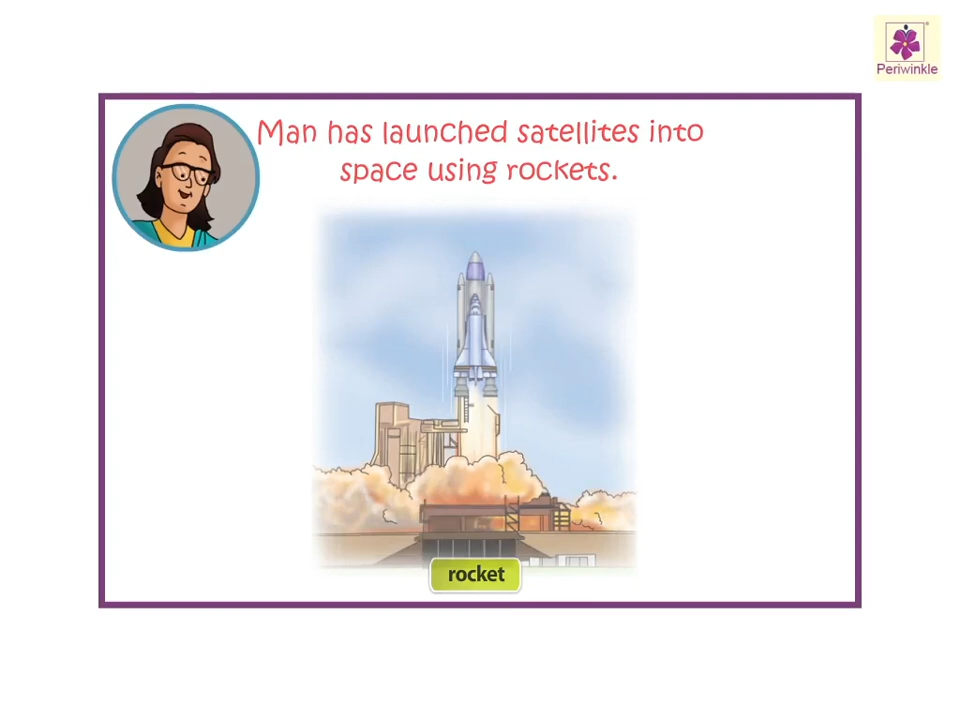 Periwinkle
Man has launched satellites into
space using rockets.
rocket